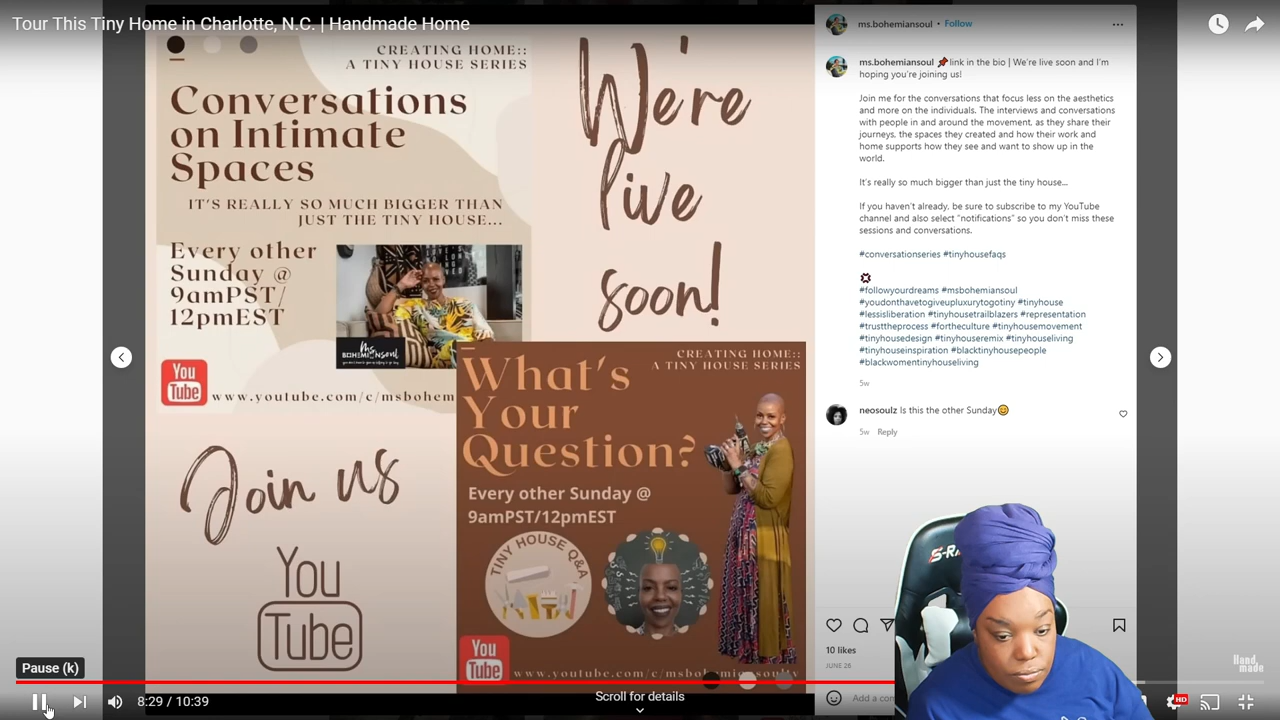 Tour This Tiny Home in Charlotte, N.C. | Handmade Home
CREATING HOME::
A TINY HOUSE SERIES
Conversations
on Intimate
Spaces
IT'S REALLY SO MUCH BIGGER THAN
JUST THE TINY HOUSE...
Every other
Sunday @
9amPST/
12pmEST
ms.
BOHEMIANSOUL
You
Tube
www.youtube.com/c/msbohem
We're
live
soon!
Join us
You
Tube
CREATING HOME::
A TINY HOUSE SERIES
What's
Your
Question?
Every other Sunday @
9amPST/12pmEST
TINY HOUSE Q&A
You
Tube
www.youtube.com/c/msbohemiansoultv
ms.bohemiansoul • Follow
ms.bohemiansoul 📌link in the bio | We're live soon and I'm
hoping you're joining us!
Join me for the conversations that focus less on the aesthetics
and more on the individuals. The interviews and conversations
with people in and around the movement, as they share their
journeys, the spaces they created and how their work and
home supports how they see and want to show up in the
world.
It's really so much bigger than just the tiny house...
If you haven't already, be sure to subscribe to my YouTube
channel and also select "notifications" so you don't miss these
sessions and conversations.
#conversationseries #tinyhousefaqs
💢
#followyourdreams #msbohemiansoul
#youdonthavetogiveupluxurytogotiny #tinyhouse
#lessisliberation #tinyhousetrailblazers #representation
#trusttheprocess #fortheculture #tinyhousemovement
#tinyhousedesign #tinyhouseremix #tinyhouseliving
#tinyhouseinspiration #blacktinyhousepeople
#blackwomentinyhouseliving
5w
neosoulz Is this the other Sunday😊
5w Reply
10 likes
JUNE 26
Add a com
S-RA
Hand
made
Pause (k)
8:29 / 10:39
Scroll for details
HD